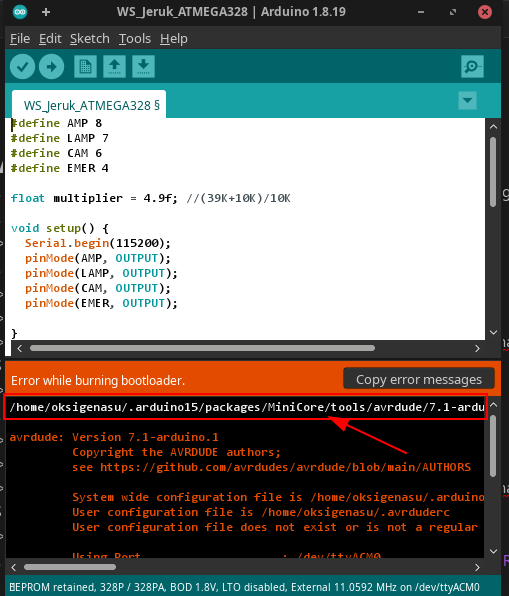 WS_Jeruk_ATMEGA328 | Arduino 1.8.19
File Edit Sketch Tools Help
WS_Jeruk_ATMEGA328 §
#define AMP 8
#define LAMP 7
#define CAM 6
#define EMER 4
float multiplier = 4.9f; //(39K+10K)/10K
void setup() {
Serial.begin(115200);
pinMode(AMP, OUTPUT);
pinMode(LAMP, OUTPUT);
pinMode(CAM, OUTPUT);
pinMode(EMER, OUTPUT);
}
Error while burning bootloader.
Copy error messages
/home/oksigenasu/.arduino15/packages/MiniCore/tools/avrdude/7.1-ardu
avrdude: Version 7.1-arduino.1
Copyright the AVRDUDE authors;
see https://github.com/avrdudes/avrdude/blob/main/AUTHORS
System wide configuration file is /home/oksigenasu/.arduino
User configuration file is /home/oksigenasu/.avrduderc
User configuration file does not exist or is not a regular
Using Port : /dev/ttyACM0
BEPROM retained, 328P / 328PA, BOD 1.8V, LTO disabled, External 11.0592 MHz on /dev/ttyACM0